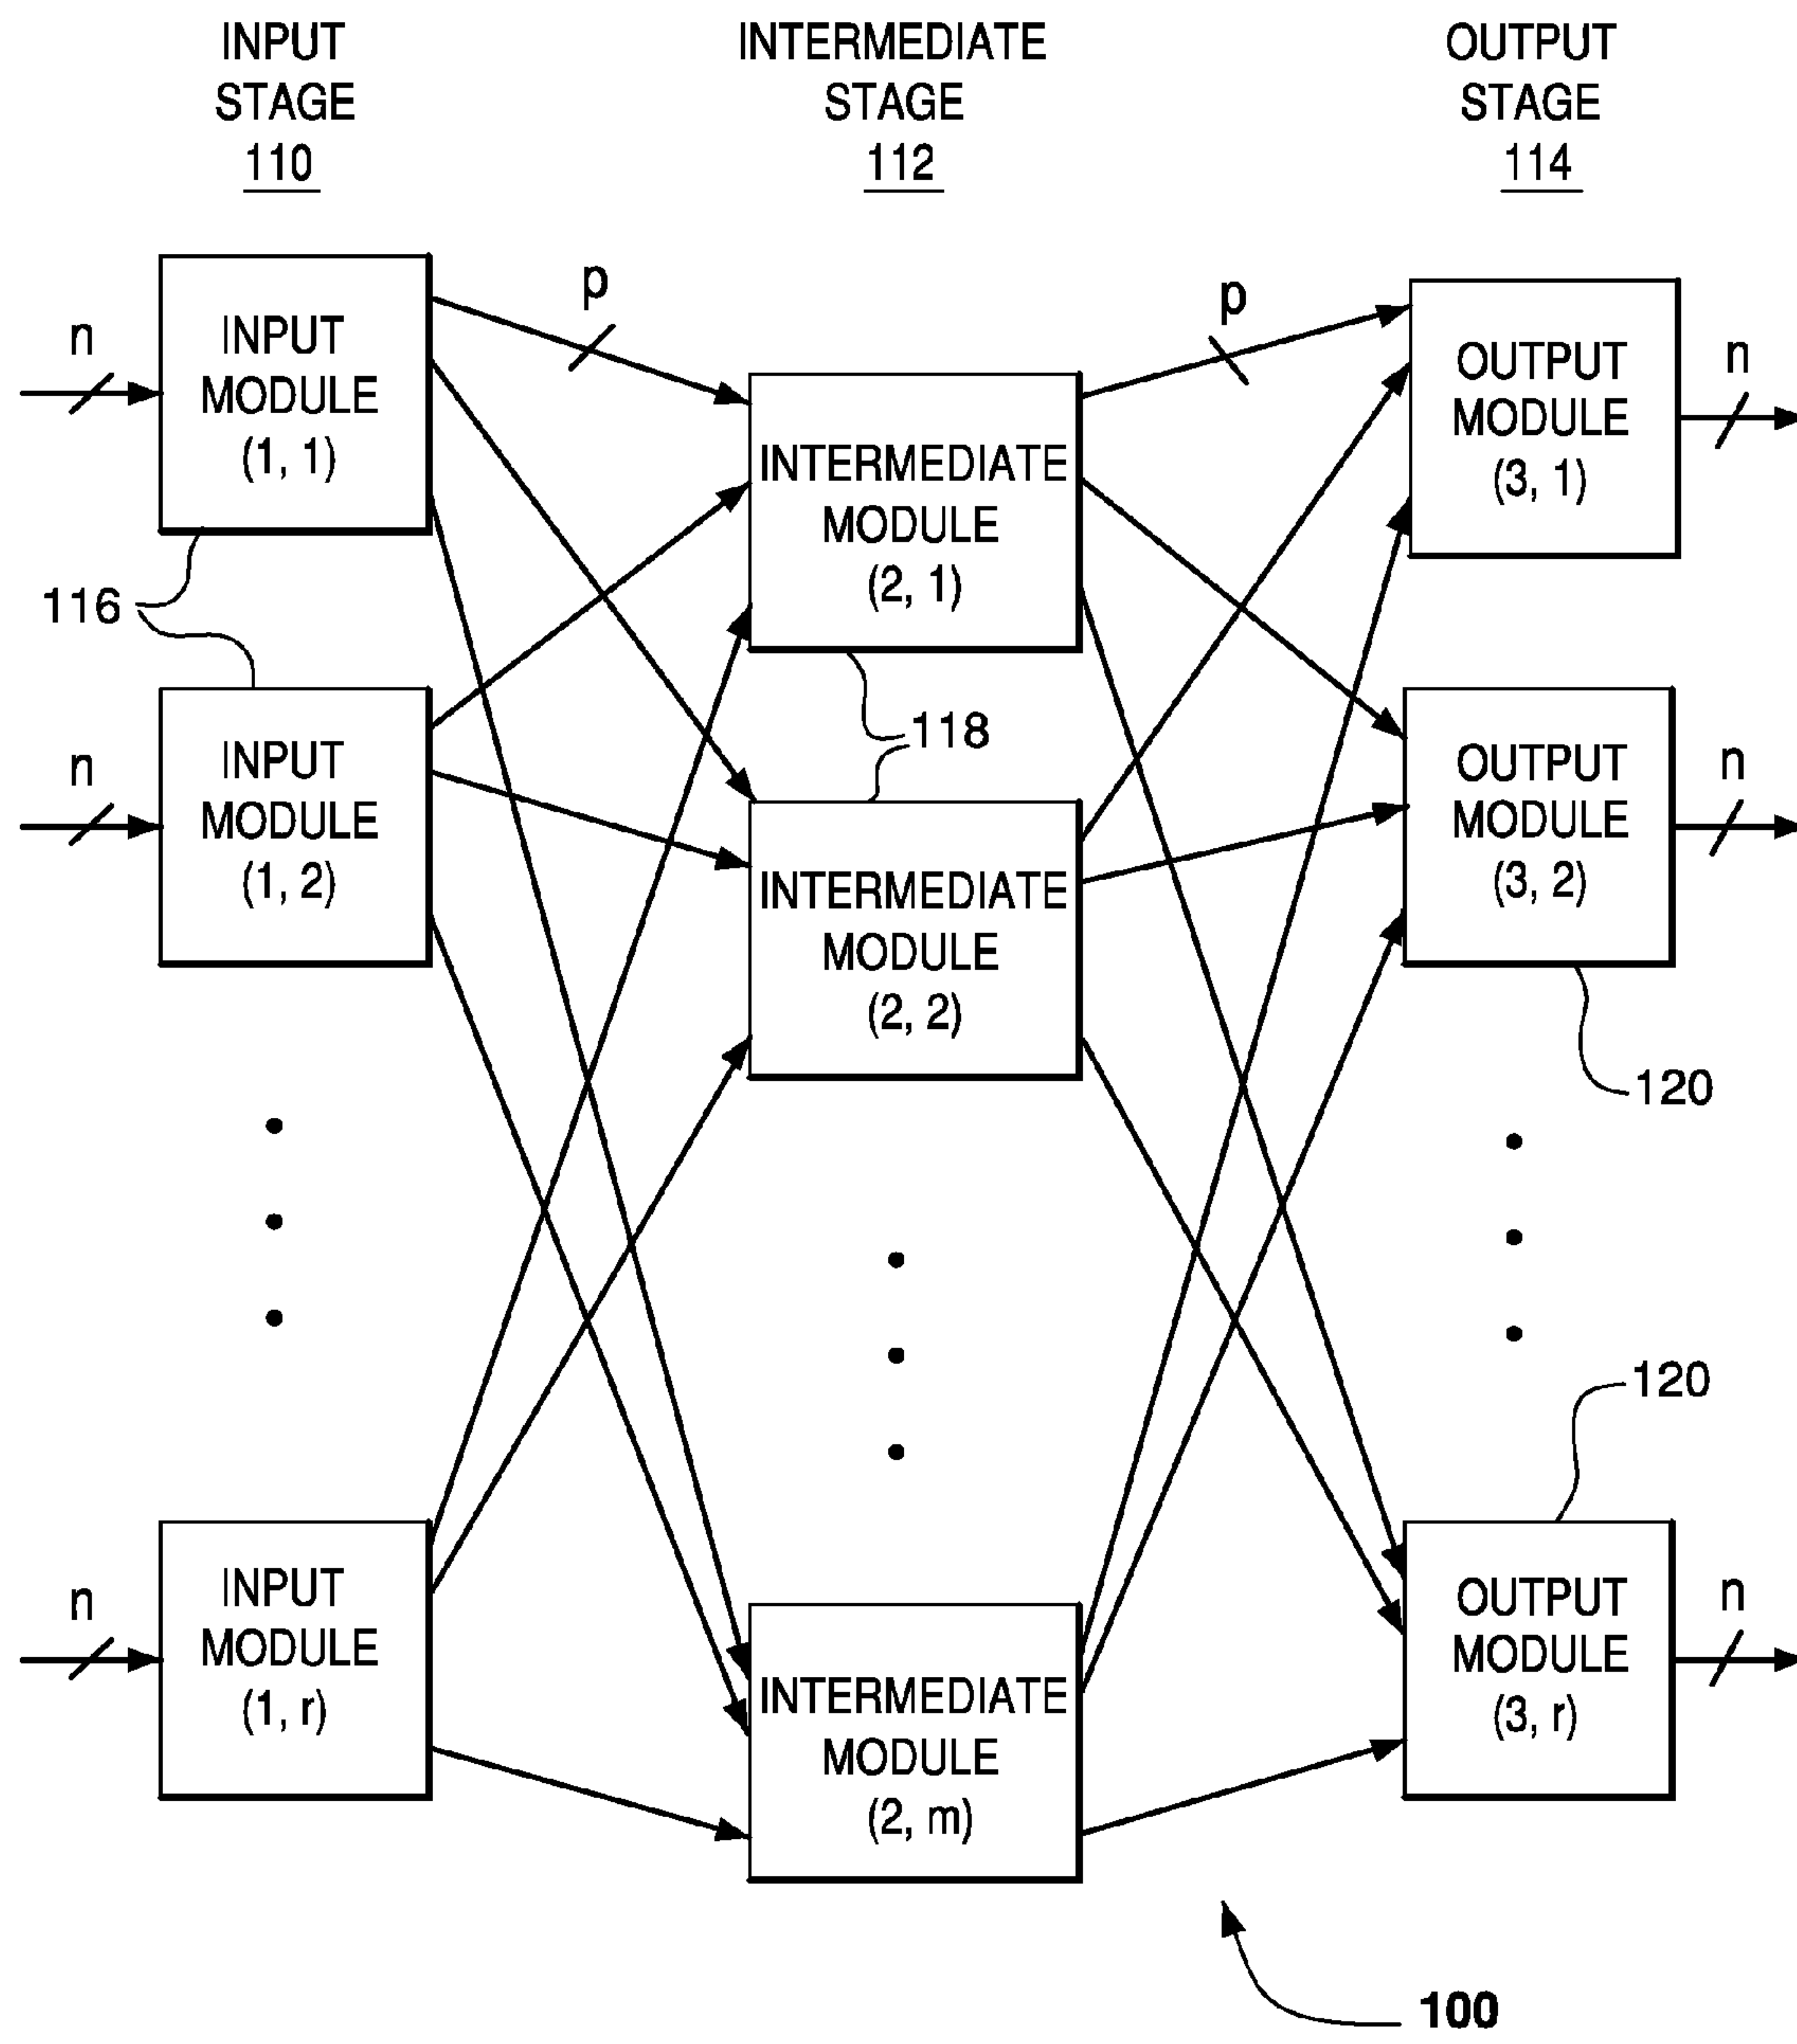 INPUT
STAGE
110
INTERMEDIATE
STAGE
112
OUTPUT
STAGE
114
n
INPUT
MODULE
(1, 1)
p
INTERMEDIATE
MODULE
(2, 1)
p
OUTPUT
MODULE
(3, 1)
n
116
118
n
INPUT
MODULE
(1, 2)
INTERMEDIATE
MODULE
(2, 2)
OUTPUT
MODULE
(3, 2)
n
120
120
n
INPUT
MODULE
(1, r)
INTERMEDIATE
MODULE
(2, m)
OUTPUT
MODULE
(3, r)
n
100